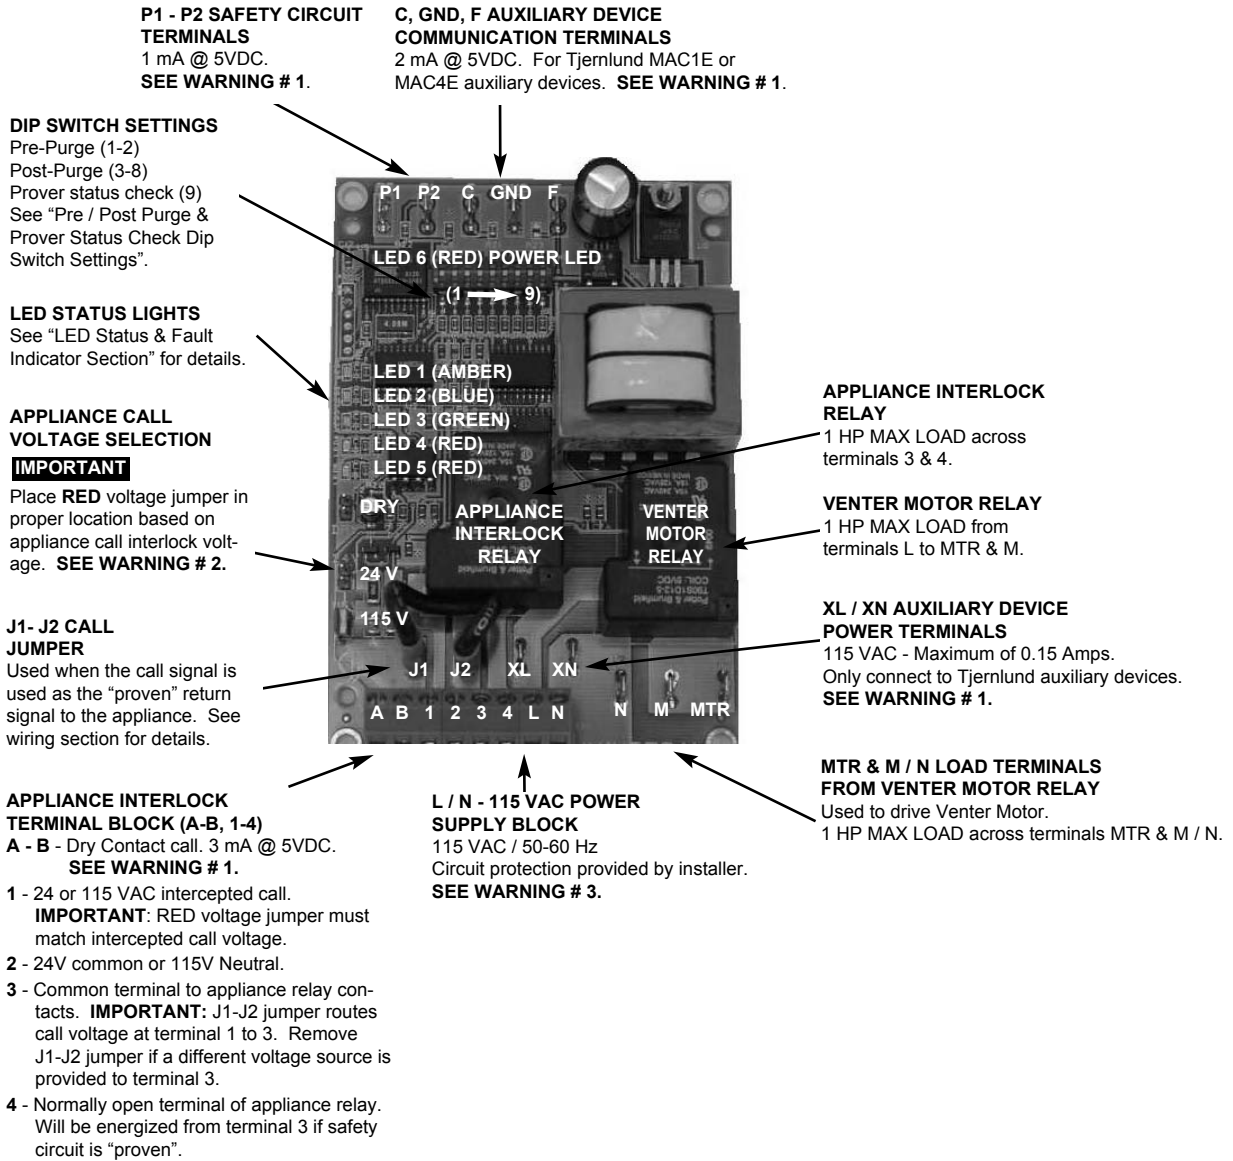 P1 - P2 SAFETY CIRCUIT
TERMINALS
1 mA @ 5VDC.
SEE WARNING # 1.
C, GND, F AUXILIARY DEVICE
COMMUNICATION TERMINALS
2 mA @ 5VDC. For Tjernlund MAC1E or
MAC4E auxiliary devices. SEE WARNING # 1.
DIP SWITCH SETTINGS
Pre-Purge (1-2)
Post-Purge (3-8)
Prover status check (9)
See “Pre / Post Purge &
Prover Status Check Dip
Switch Settings”.
LED STATUS LIGHTS
See “LED Status & Fault
Indicator Section” for details.
APPLIANCE CALL
VOLTAGE SELECTION
IMPORTANT
Place RED voltage jumper in
proper location based on
appliance call interlock volt-
age. SEE WARNING # 2.
J1- J2 CALL
JUMPER
Used when the call signal is
used as the “proven” return
signal to the appliance. See
wiring section for details.
P1 P2 C GND F
LED 6 (RED) POWER LED
(1 9)
LED 1 (AMBER)
LED 2 (BLUE)
LED 3 (GREEN)
LED 4 (RED)
LED 5 (RED)
DRY
24 V
115 V
APPLIANCE
INTERLOCK
RELAY
VENTER
MOTOR
RELAY
Potter & Brumfield
Potter & Brumfield
T90S1D12-5
COIL: 5VDC
J1 J2 XL XN
A B 1 2 3 4 L N
N M MTR
APPLIANCE INTERLOCK
RELAY
1 HP MAX LOAD across
terminals 3 & 4.
VENTER MOTOR RELAY
1 HP MAX LOAD from
terminals L to MTR & M.
XL / XN AUXILIARY DEVICE
POWER TERMINALS
115 VAC - Maximum of 0.15 Amps.
Only connect to Tjernlund auxiliary devices.
SEE WARNING # 1.
MTR & M / N LOAD TERMINALS
FROM VENTER MOTOR RELAY
Used to drive Venter Motor.
1 HP MAX LOAD across terminals MTR & M / N.
APPLIANCE INTERLOCK
TERMINAL BLOCK (A-B, 1-4)
A - B - Dry Contact call. 3 mA @ 5VDC.
SEE WARNING # 1.
1 - 24 or 115 VAC intercepted call.
IMPORTANT: RED voltage jumper must
match intercepted call voltage.
2 - 24V common or 115V Neutral.
3 - Common terminal to appliance relay con-
tacts. IMPORTANT: J1-J2 jumper routes
call voltage at terminal 1 to 3. Remove
J1-J2 jumper if a different voltage source is
provided to terminal 3.
4 - Normally open terminal of appliance relay.
Will be energized from terminal 3 if safety
circuit is “proven”.
L / N - 115 VAC POWER
SUPPLY BLOCK
115 VAC / 50-60 Hz
Circuit protection provided by installer.
SEE WARNING # 3.